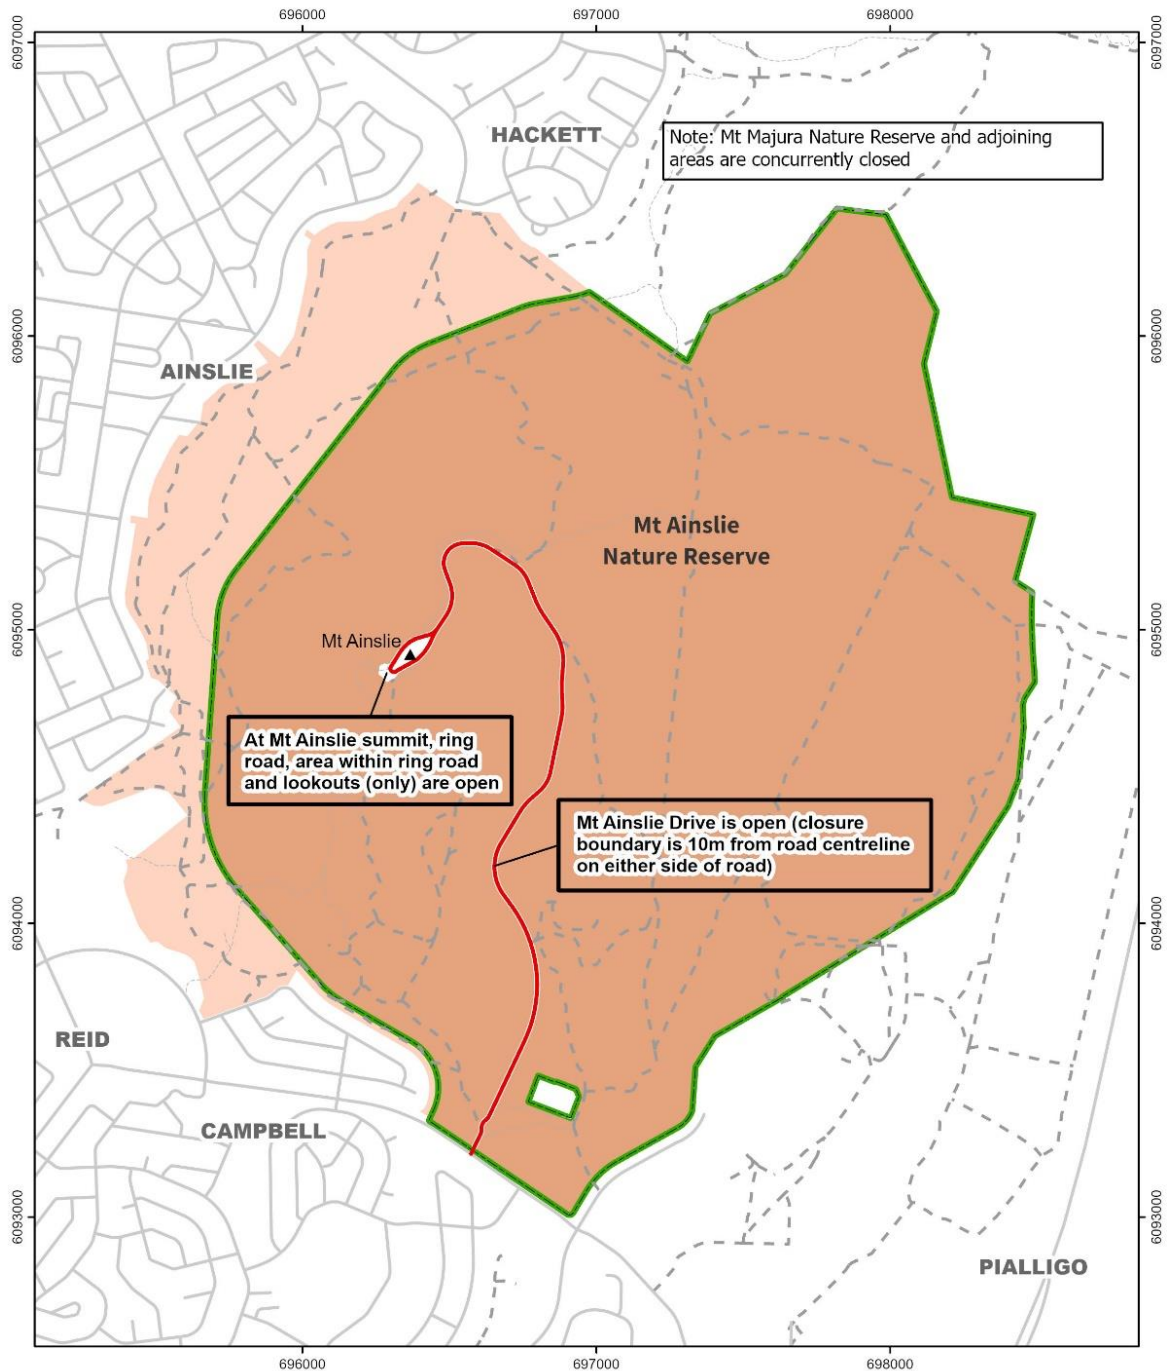 696000
697000
698000
6097000
6097000
HACKETT
Note: Mt Majura Nature Reserve and adjoining
areas are concurrently closed
6096000
6096000
AINSLIE
Mt Ainslie
Nature Reserve
6095000
6095000
Mt Ainslie
At Mt Ainslie summit, ring
road, area within ring road
and lookouts (only) are open
Mt Ainslie Drive is open (closure
boundary is 10m from road centreline
on either side of road)
6094000
6094000
REID
CAMPBELL
6093000
6093000
PIALLIGO
696000
697000
698000